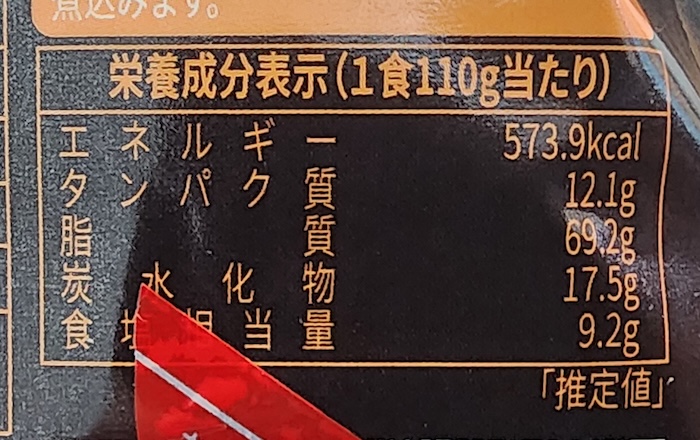 煮込みます。
栄養成分表示(1食110g当たり)
エネルギー 573.9kcal
タンパク質 12.1g
脂質 69.2g
炭水化物 17.5g
食塩相当量 9.2g
「推定値」